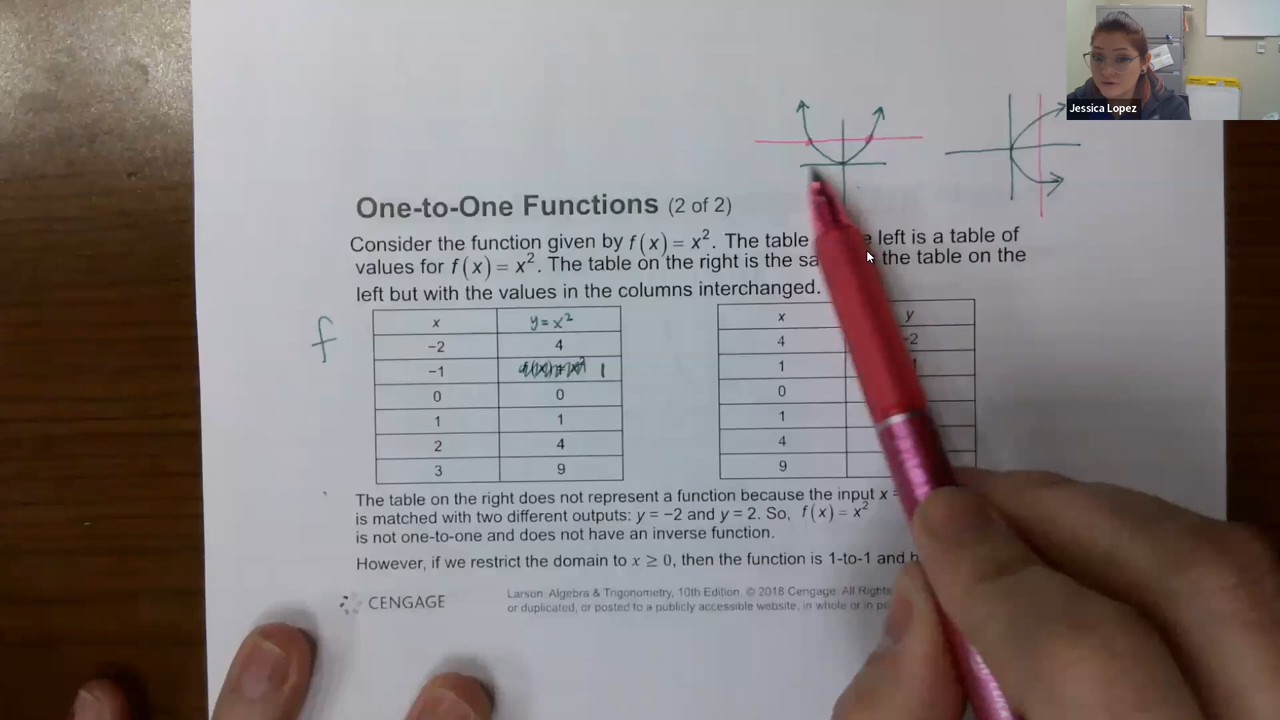 Jessica Lopez
One-to-One Functions (2 of 2)
Consider the function given by f(x) = x². The table left is a table of
values for f(x) = x². The table on the right is the the table on the
left but with the values in the columns interchanged.
f
x y = x²
−2 4
−1 1
0 0
1 1
2 4
3 9
x y
4 −2
1
0
1
4
9
The table on the right does not represent a function because the input x =
is matched with two different outputs: y = −2 and y = 2. So, f(x) = x²
is not one-to-one and does not have an inverse function.
However, if we restrict the domain to x ≥ 0, then the function is 1-to-1 and
CENGAGE
Larson, Algebra & Trigonometry, 10th Edition. © 2018 Cengage. All Rights
or duplicated, or posted to a publicly accessible website, in whole or in